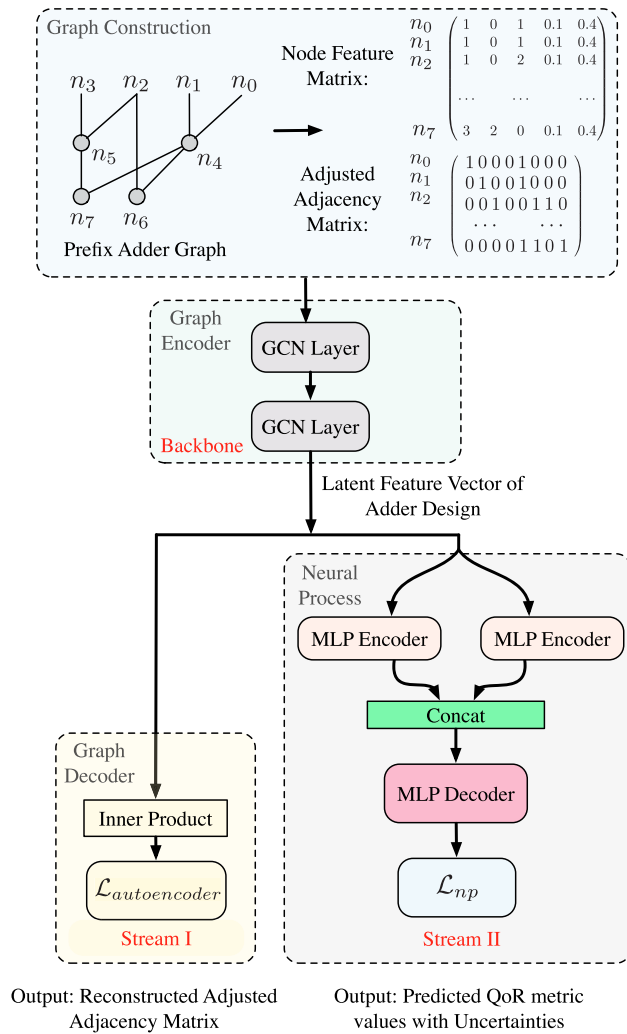 Graph Construction
n3 n2 n1 n0
n5 n4
n7 n6
Prefix Adder Graph
Node Feature
Matrix:
n0 1 0 1 0.1 0.4
n1 1 0 1 0.1 0.4
n2 1 0 2 0.1 0.4
... ... ...
n7 3 2 0 0.1 0.4
Adjusted
Adjacency
Matrix:
n0 1 0 0 0 1 0 0 0
n1 0 1 0 0 1 0 0 0
n2 0 0 1 0 0 1 1 0
... ...
n7 0 0 0 0 1 1 0 1
Graph
Encoder
GCN Layer
GCN Layer
Backbone
Latent Feature Vector of
Adder Design
Neural
Process
MLP Encoder MLP Encoder
Concat
MLP Decoder
ℒnp
Stream II
Graph
Decoder
Inner Product
ℒautoencoder
Stream I
Output: Reconstructed Adjusted
Adjacency Matrix
Output: Predicted QoR metric
values with Uncertainties